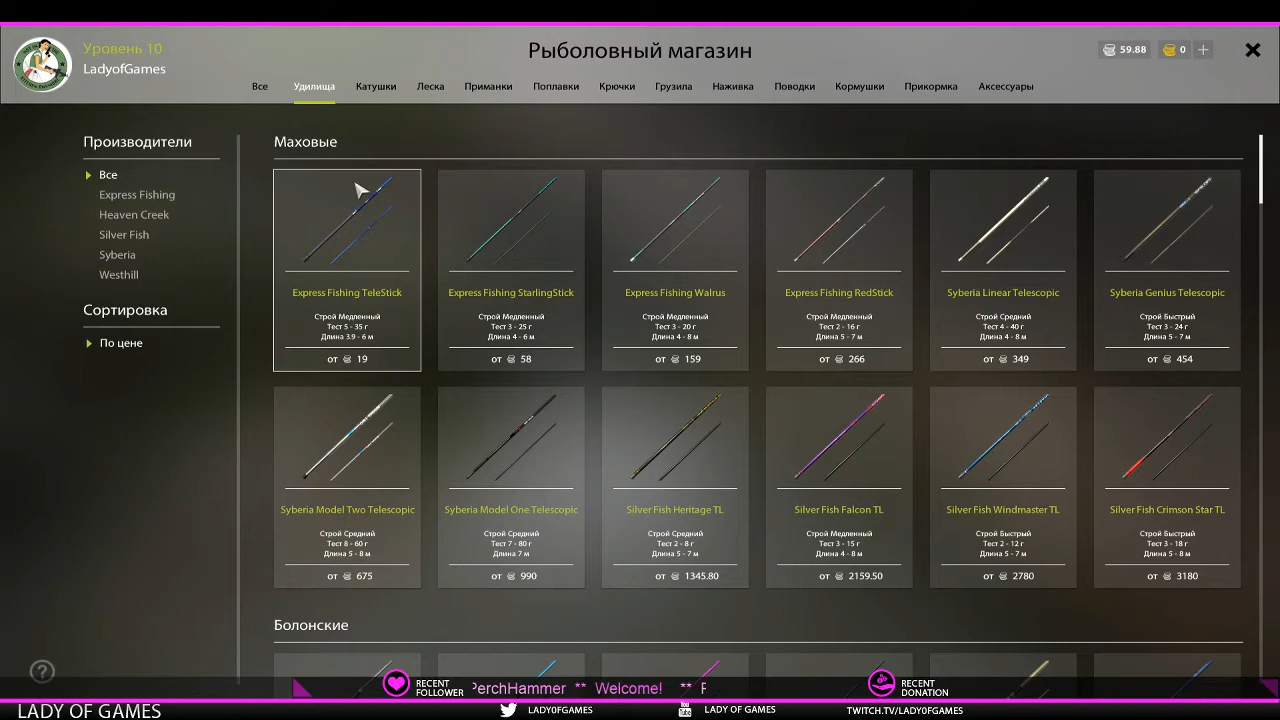 Уровень 10
LadyofGames
Рыболовный магазин
59.88
0
Все
Удилища
Катушки
Леска
Приманки
Поплавки
Крючки
Грузила
Наживка
Поводки
Кормушки
Прикормка
Аксессуары
Производители
Все
Express Fishing
Heaven Creek
Silver Fish
Syberia
Westhill
Сортировка
По цене
Маховые
Express Fishing TeleStick
Строй Медленный
Тест 5 - 35 г
Длина 3.9 - 6 м
от 19
Express Fishing StarlingStick
Строй Медленный
Тест 3 - 25 г
Длина 4 - 6 м
от 58
Express Fishing Walrus
Строй Медленный
Тест 3 - 20 г
Длина 4 - 8 м
от 159
Express Fishing RedStick
Строй Медленный
Тест 2 - 16 г
Длина 5 - 7 м
от 266
Syberia Linear Telescopic
Строй Средний
Тест 4 - 40 г
Длина 4 - 8 м
от 349
Syberia Genius Telescopic
Строй Быстрый
Тест 3 - 24 г
Длина 5 - 7 м
от 454
Syberia Model Two Telescopic
Строй Средний
Тест 8 - 60 г
Длина 5 - 8 м
от 675
Syberia Model One Telescopic
Строй Средний
Тест 7 - 80 г
Длина 7 м
от 990
Silver Fish Heritage TL
Строй Средний
Тест 2 - 8 г
Длина 5 - 7 м
от 1345.80
Silver Fish Falcon TL
Строй Медленный
Тест 3 - 15 г
Длина 4 - 8 м
от 2159.50
Silver Fish Windmaster TL
Строй Быстрый
Тест 2 - 12 г
Длина 5 - 7 м
от 2780
Silver Fish Crimson Star TL
Строй Быстрый
Тест 3 - 18 г
Длина 5 - 8 м
от 3180
Болонские
RECENT
FOLLOWER
PerchHammer ** Welcome! **
RECENT
DONATION
LADY OF GAMES
LADY0FGAMES
LADY OF GAMES
TWITCH.TV/LADY0FGAMES